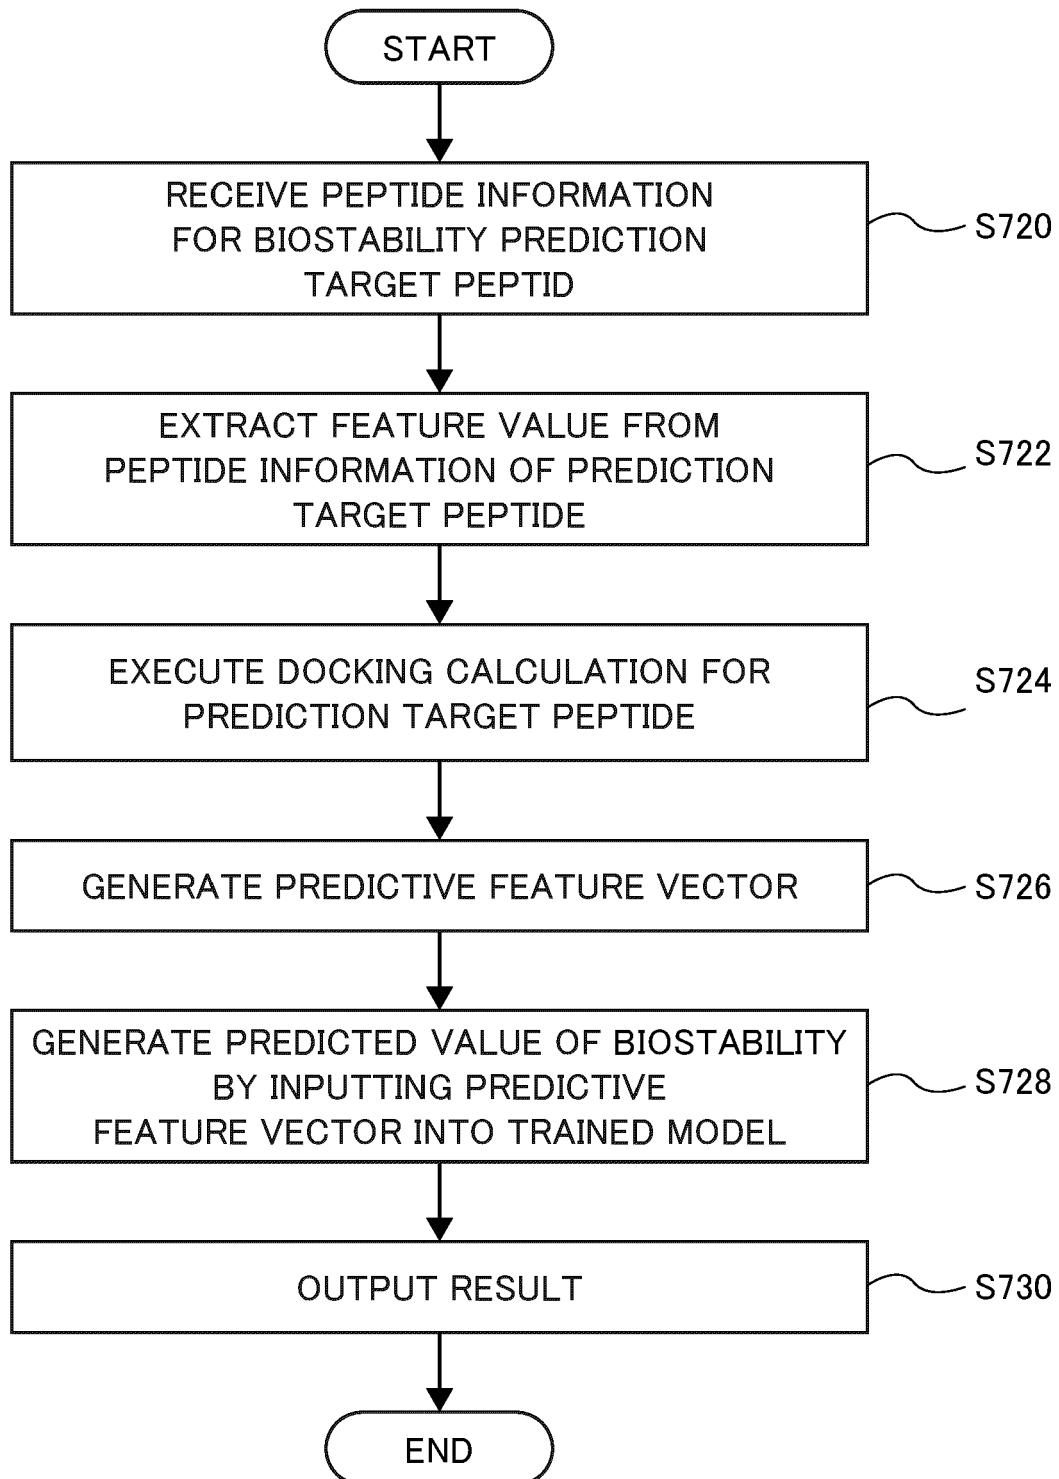 START
RECEIVE PEPTIDE INFORMATION
FOR BIOSTABILITY PREDICTION
TARGET PEPTID
S720
EXTRACT FEATURE VALUE FROM
PEPTIDE INFORMATION OF PREDICTION
TARGET PEPTIDE
S722
EXECUTE DOCKING CALCULATION FOR
PREDICTION TARGET PEPTIDE
S724
GENERATE PREDICTIVE FEATURE VECTOR
S726
GENERATE PREDICTED VALUE OF BIOSTABILITY
BY INPUTTING PREDICTIVE
FEATURE VECTOR INTO TRAINED MODEL
S728
OUTPUT RESULT
S730
END